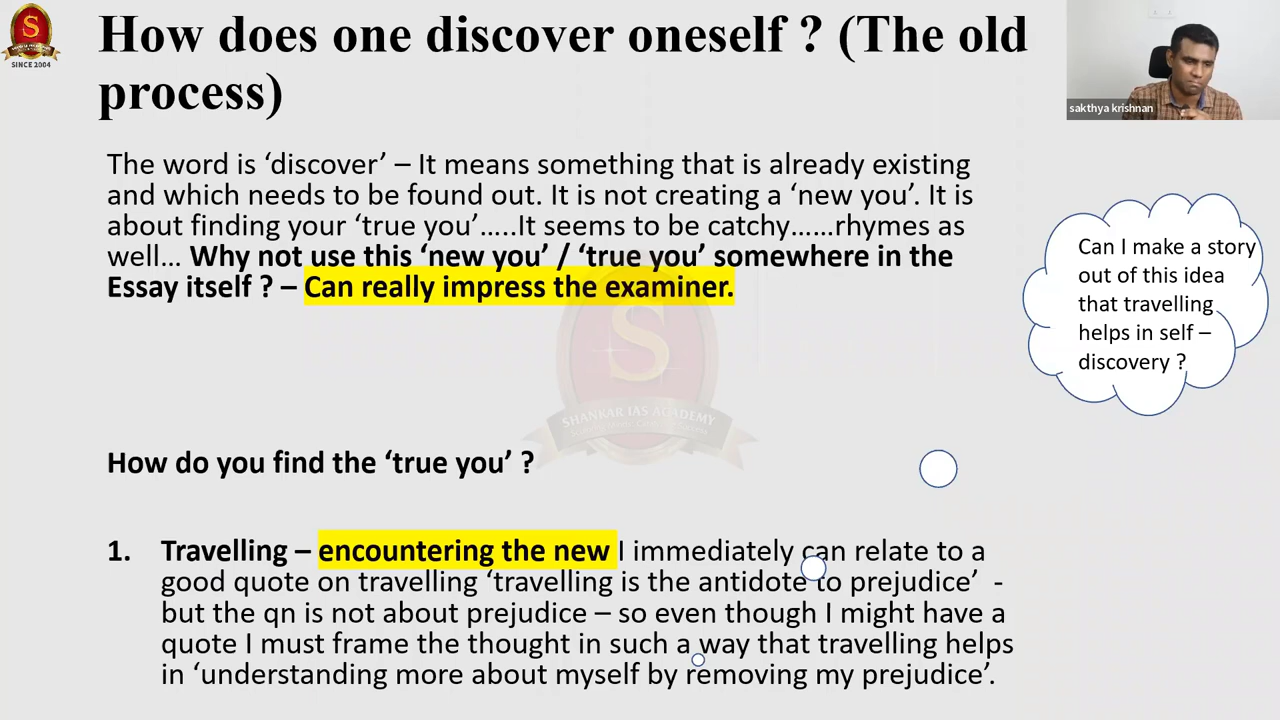 How does one discover oneself ? (The old
process)
S
SINCE 2004
sakthya krishnan
The word is ‘discover’ – It means something that is already existing
and which needs to be found out. It is not creating a ‘new you’. It is
about finding your ‘true you’…..It seems to be catchy……rhymes as
well… Why not use this ‘new you’ / ‘true you’ somewhere in the
Essay itself ? – Can really impress the examiner.
Can I make a story
out of this idea
that travelling
helps in self –
discovery ?
S
SHANKAR IAS ACADEMY
How do you find the ‘true you’ ?
1. Travelling – encountering the new I immediately can relate to a
good quote on travelling ‘travelling is the antidote to prejudice’ -
but the qn is not about prejudice – so even though I might have a
quote I must frame the thought in such a way that travelling helps
in ‘understanding more about myself by removing my prejudice’.